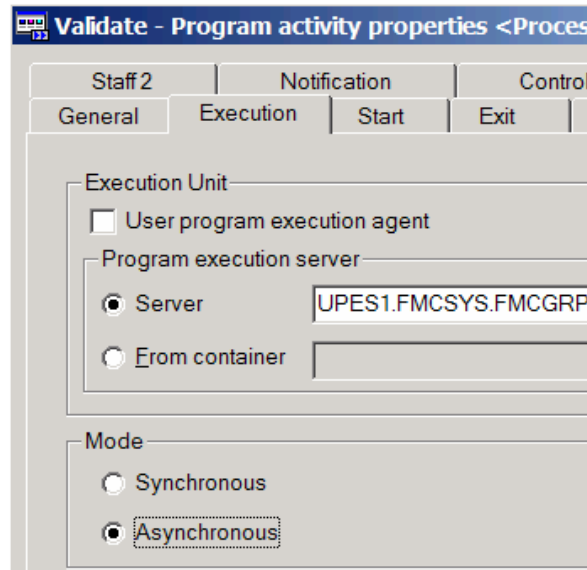 Validate - Program activity properties <Proces
Staff 2 Notification Control
General Execution Start Exit
Execution Unit
User program execution agent
Program execution server
Server UPES1.FMCSYS.FMCGRP
From container
Mode
Synchronous
Asynchronous